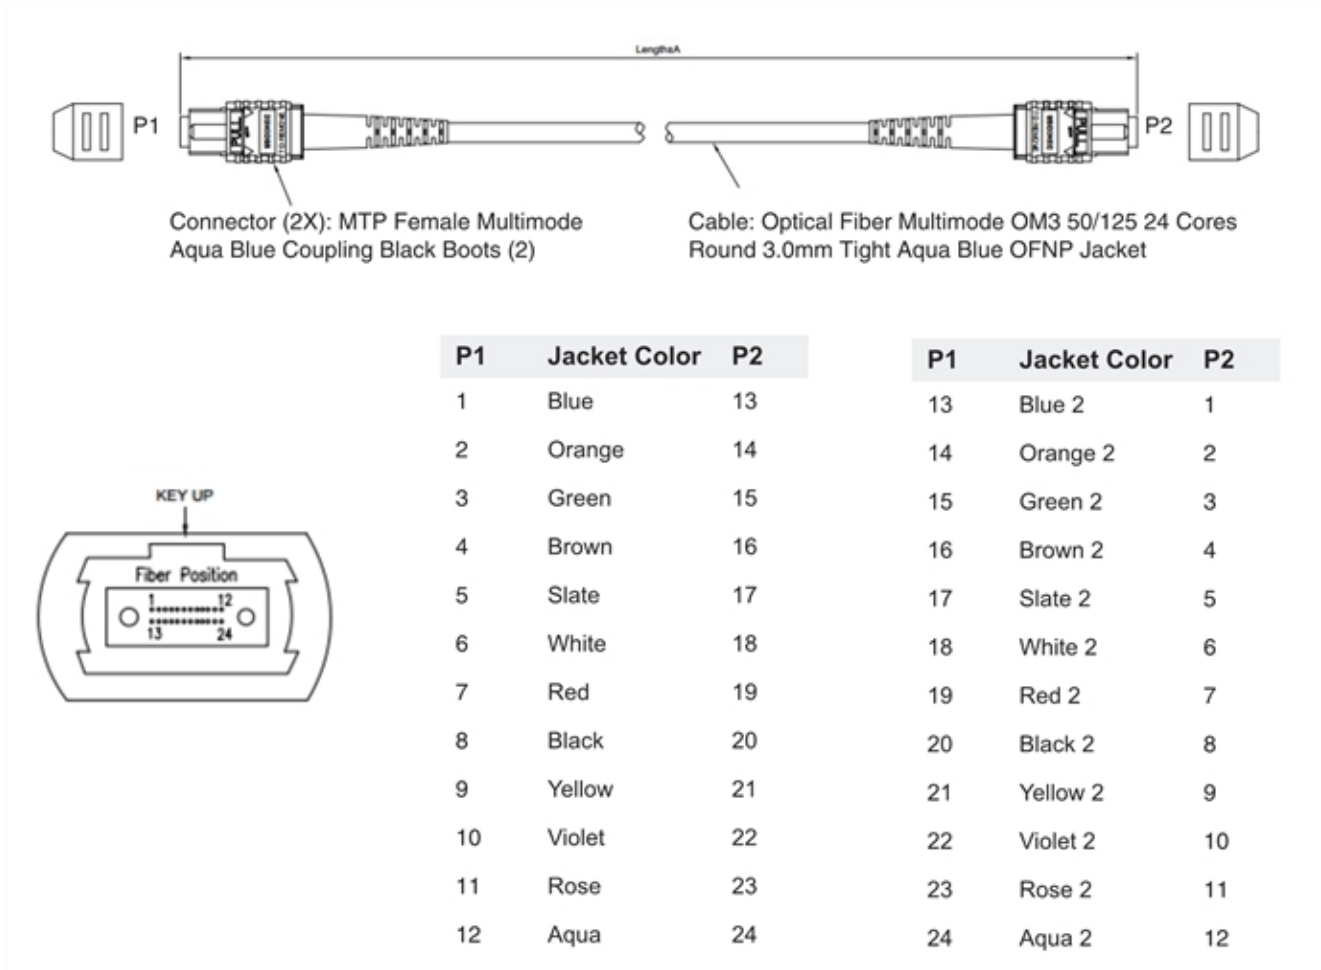 Length±A
P1
PULL
PULL
P2
Connector (2X): MTP Female Multimode
Aqua Blue Coupling Black Boots (2)
Cable: Optical Fiber Multimode OM3 50/125 24 Cores
Round 3.0mm Tight Aqua Blue OFNP Jacket
P1 Jacket Color P2
1 Blue 13
2 Orange 14
3 Green 15
4 Brown 16
5 Slate 17
6 White 18
7 Red 19
8 Black 20
9 Yellow 21
10 Violet 22
11 Rose 23
12 Aqua 24
P1 Jacket Color P2
13 Blue 2 1
14 Orange 2 2
15 Green 2 3
16 Brown 2 4
17 Slate 2 5
18 White 2 6
19 Red 2 7
20 Black 2 8
21 Yellow 2 9
22 Violet 2 10
23 Rose 2 11
24 Aqua 2 12
KEY UP
Fiber Position
1 12
13 24